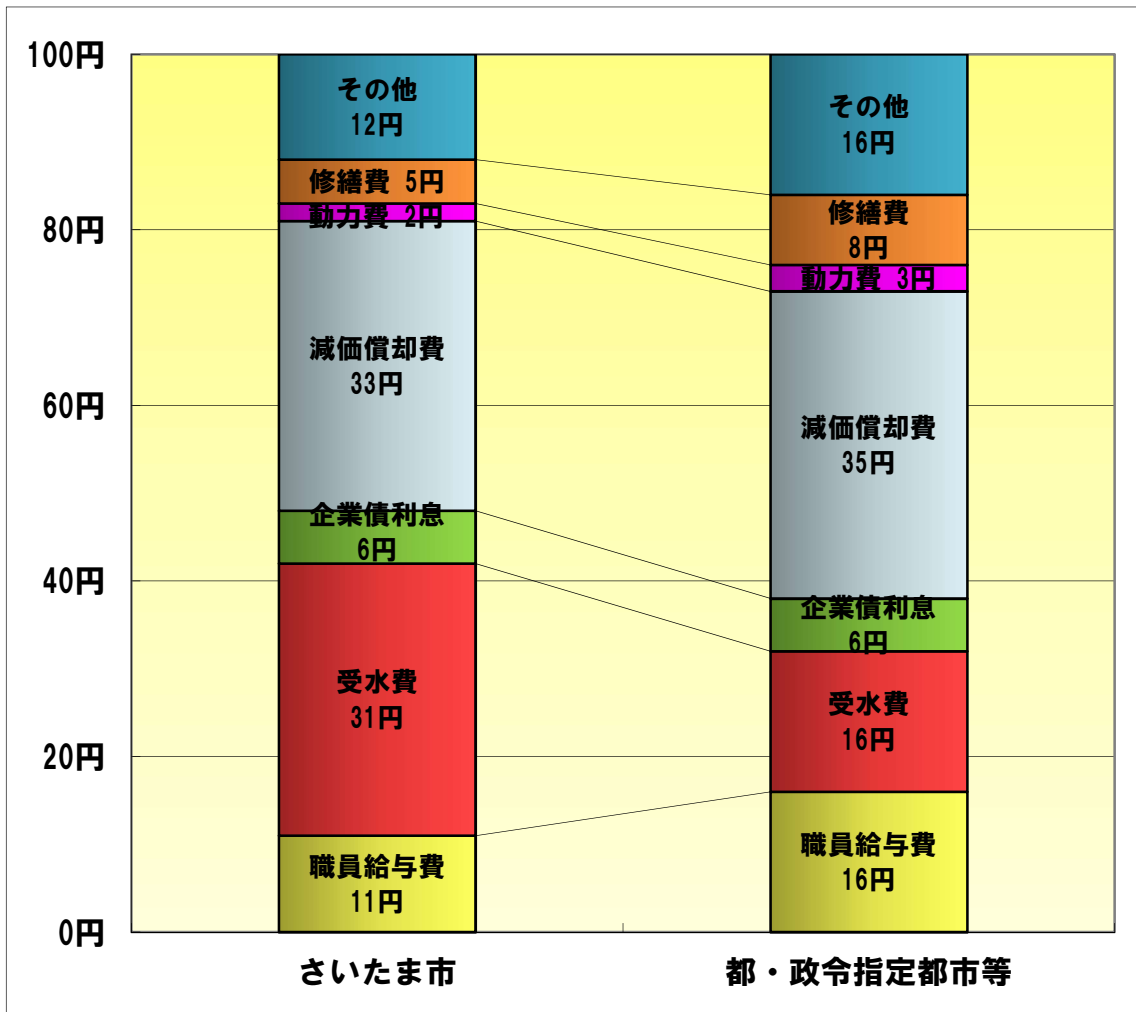 100円
80円
60円
40円
20円
0円
その他
12円
修繕費 5円
動力費 2円
減価償却費
33円
企業債利息
6円
受水費
31円
職員給与費
11円
その他
16円
修繕費
8円
動力費 3円
減価償却費
35円
企業債利息
6円
受水費
16円
職員給与費
16円
さいたま市
都・政令指定都市等